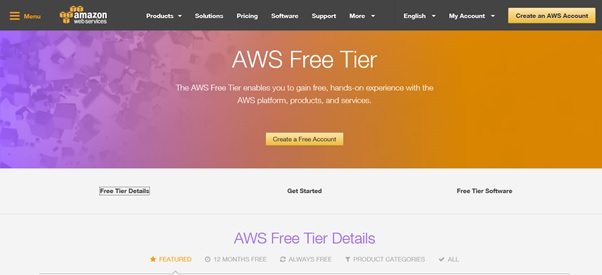 Menu
amazon
web services
Products Solutions Pricing Software Support More English My Account Create an AWS Account
AWS Free Tier
The AWS Free Tier enables you to gain free, hands-on experience with the
AWS platform, products, and services.
Create a Free Account
Free Tier Details Get Started Free Tier Software
AWS Free Tier Details
FEATURED 12 MONTHS FREE ALWAYS FREE PRODUCT CATEGORIES ALL